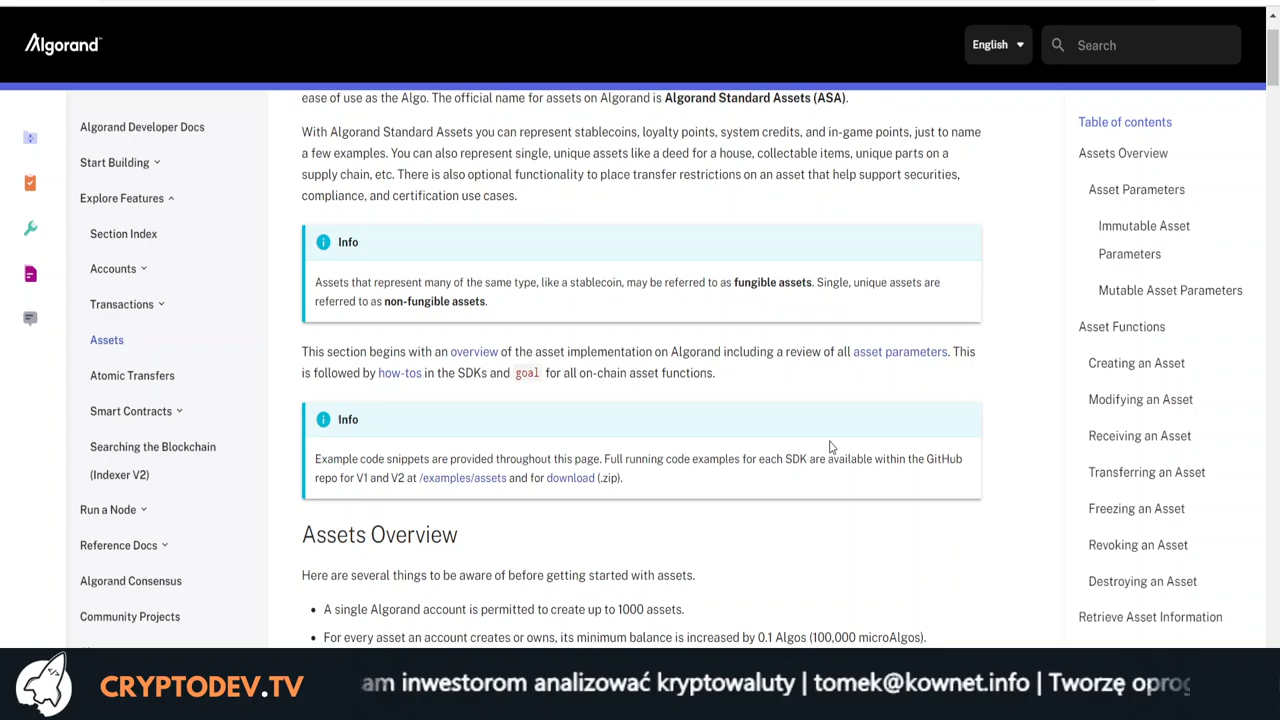 Algorand
English
Search
ease of use as the Algo. The official name for assets on Algorand is Algorand Standard Assets (ASA).
With Algorand Standard Assets you can represent stablecoins, loyalty points, system credits, and in-game points, just to name
a few examples. You can also represent single, unique assets like a deed for a house, collectable items, unique parts on a
supply chain, etc. There is also optional functionality to place transfer restrictions on an asset that help support securities,
compliance, and certification use cases.
Info
Assets that represent many of the same type, like a stablecoin, may be referred to as fungible assets. Single, unique assets are
referred to as non-fungible assets.
This section begins with an overview of the asset implementation on Algorand including a review of all asset parameters. This
is followed by how-tos in the SDKs and goal for all on-chain asset functions.
Info
Example code snippets are provided throughout this page. Full running code examples for each SDK are available within the GitHub
repo for V1 and V2 at /examples/assets and for download (.zip).
Assets Overview
Here are several things to be aware of before getting started with assets.
• A single Algorand account is permitted to create up to 1000 assets.
• For every asset an account creates or owns, its minimum balance is increased by 0.1 Algos (100,000 microAlgos).
Algorand Developer Docs
Start Building
Explore Features
Section Index
Accounts
Transactions
Assets
Atomic Transfers
Smart Contracts
Searching the Blockchain
(Indexer V2)
Run a Node
Reference Docs
Algorand Consensus
Community Projects
Table of contents
Assets Overview
Asset Parameters
Immutable Asset
Parameters
Mutable Asset Parameters
Asset Functions
Creating an Asset
Modifying an Asset
Receiving an Asset
Transferring an Asset
Freezing an Asset
Revoking an Asset
Destroying an Asset
Retrieve Asset Information
CRYPTODEV.TV
am inwestorom analizować kryptowaluty | tomek@kownet.info | Tworzę oprog